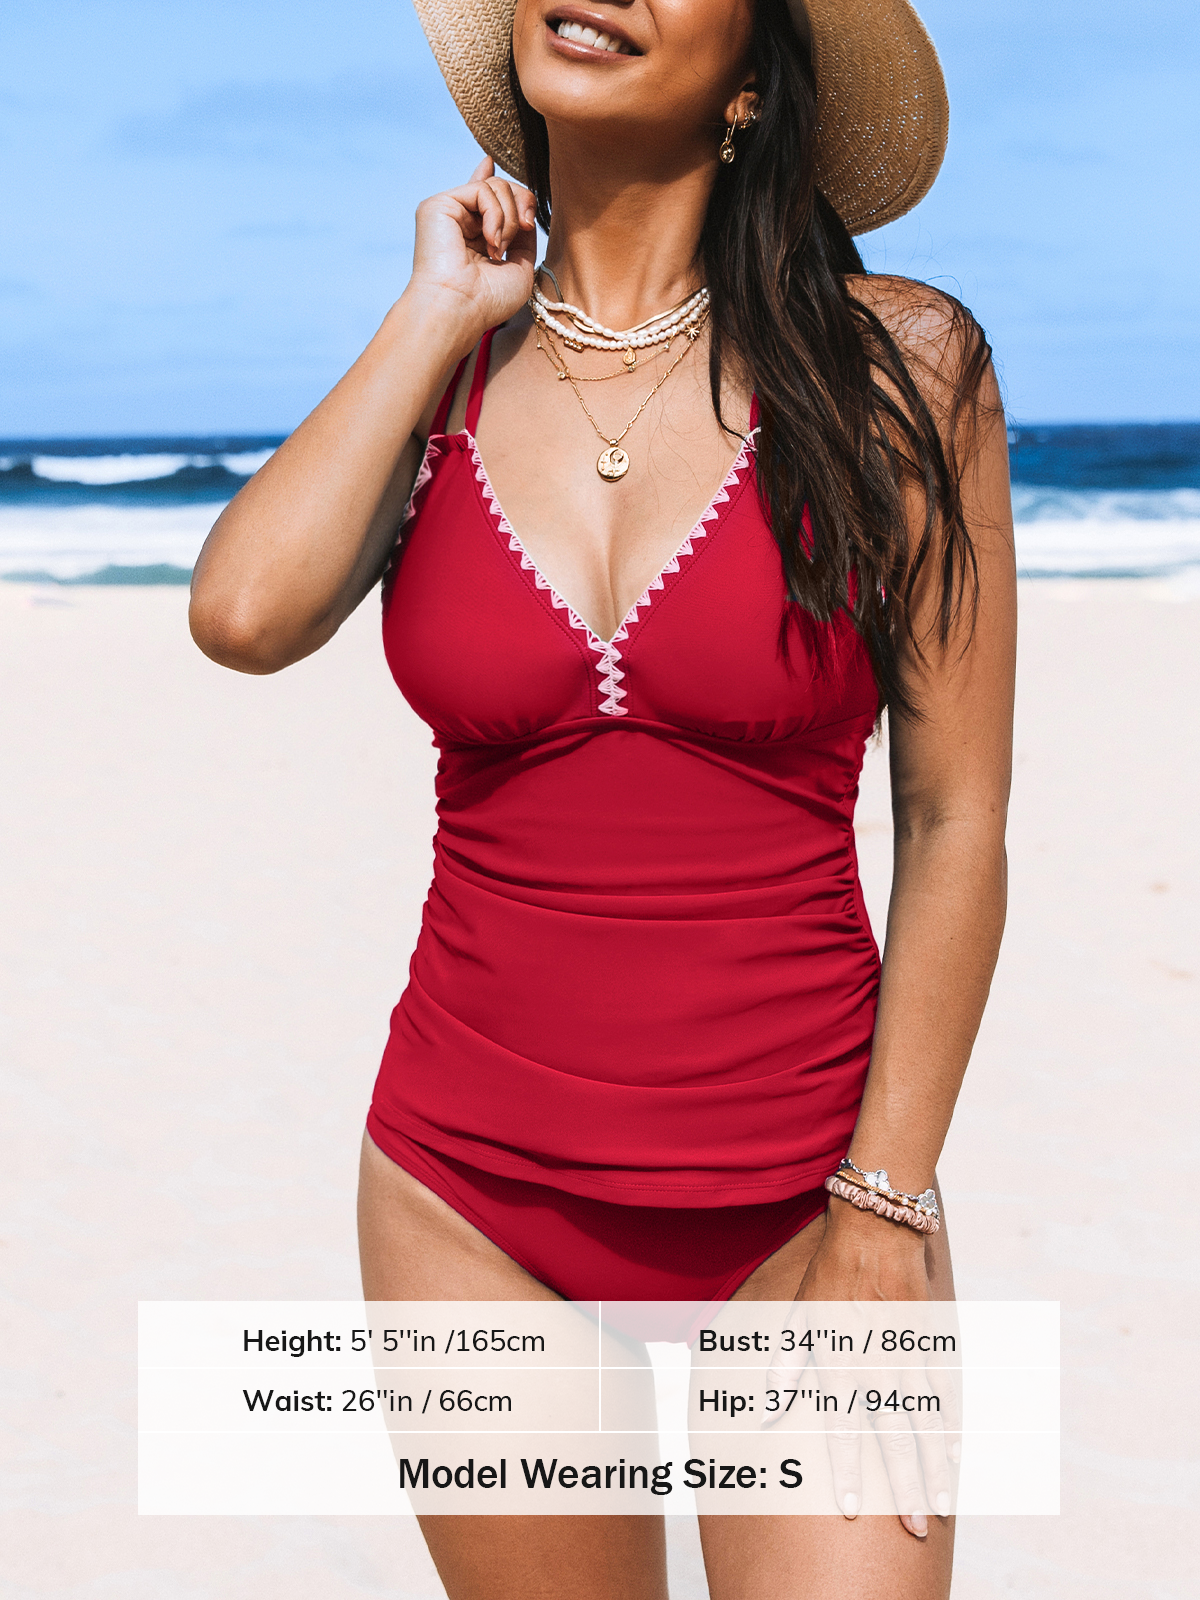 Height: 5' 5''in /165cm
Bust: 34''in / 86cm
Waist: 26''in / 66cm
Hip: 37''in / 94cm
Model Wearing Size: S